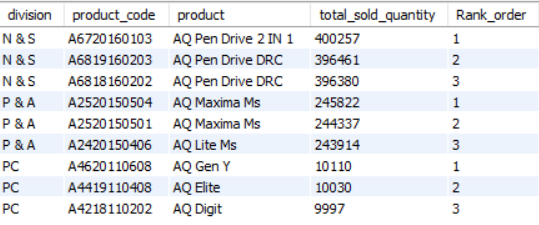 division product_code product total_sold_quantity Rank_order
N & S A6720160103 AQ Pen Drive 2 IN 1 400257 1
N & S A6819160203 AQ Pen Drive DRC 396461 2
N & S A6818160202 AQ Pen Drive DRC 396380 3
P & A A2520150504 AQ Maxima Ms 245822 1
P & A A2520150501 AQ Maxima Ms 244337 2
P & A A2420150406 AQ Lite Ms 243914 3
PC A4620110608 AQ Gen Y 10110 1
PC A4419110408 AQ Elite 10030 2
PC A4218110202 AQ Digit 9997 3